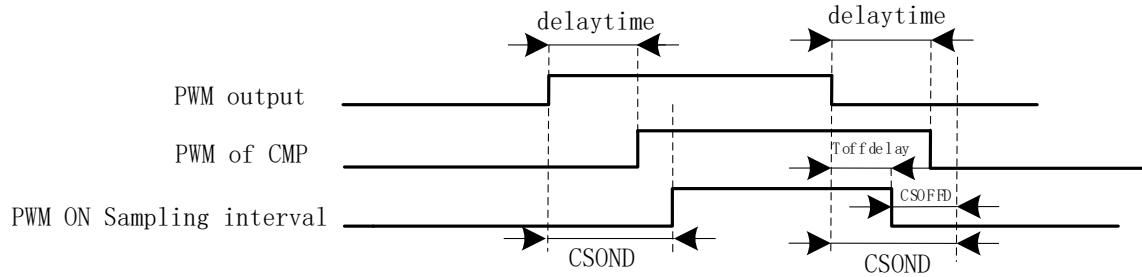 delaytime delaytime
PWM output
PWM of CMP
Toffdelay
CSOFFD
PWM ON Sampling interval
CSOND
CSOND